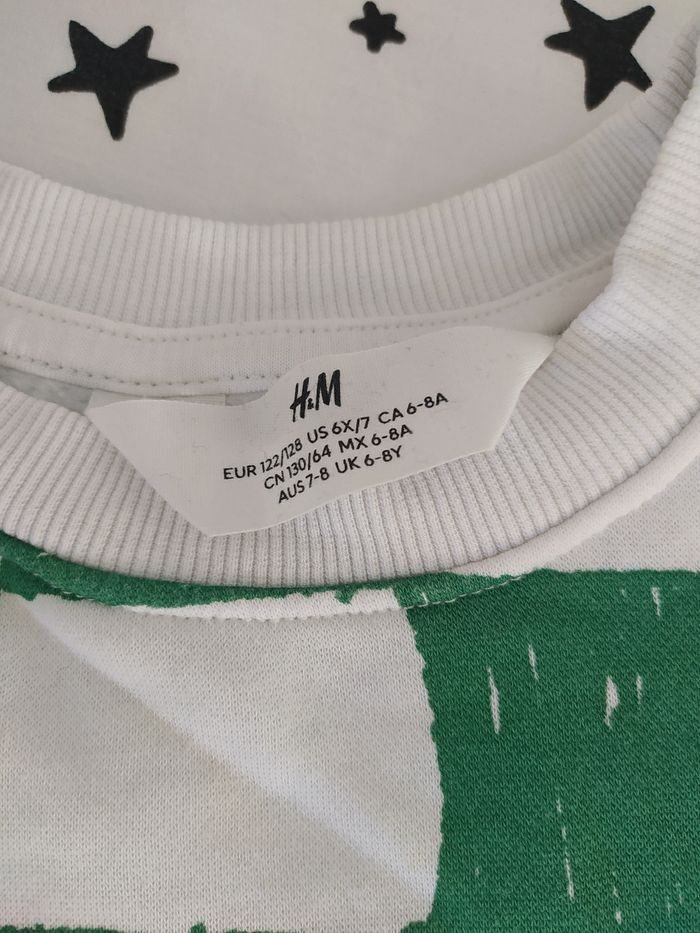 H&M
EUR 122/128 US 6X/7 CA 6-8A
CN 130/64 MX 6-8A
AUS 7-8 UK 6-8Y